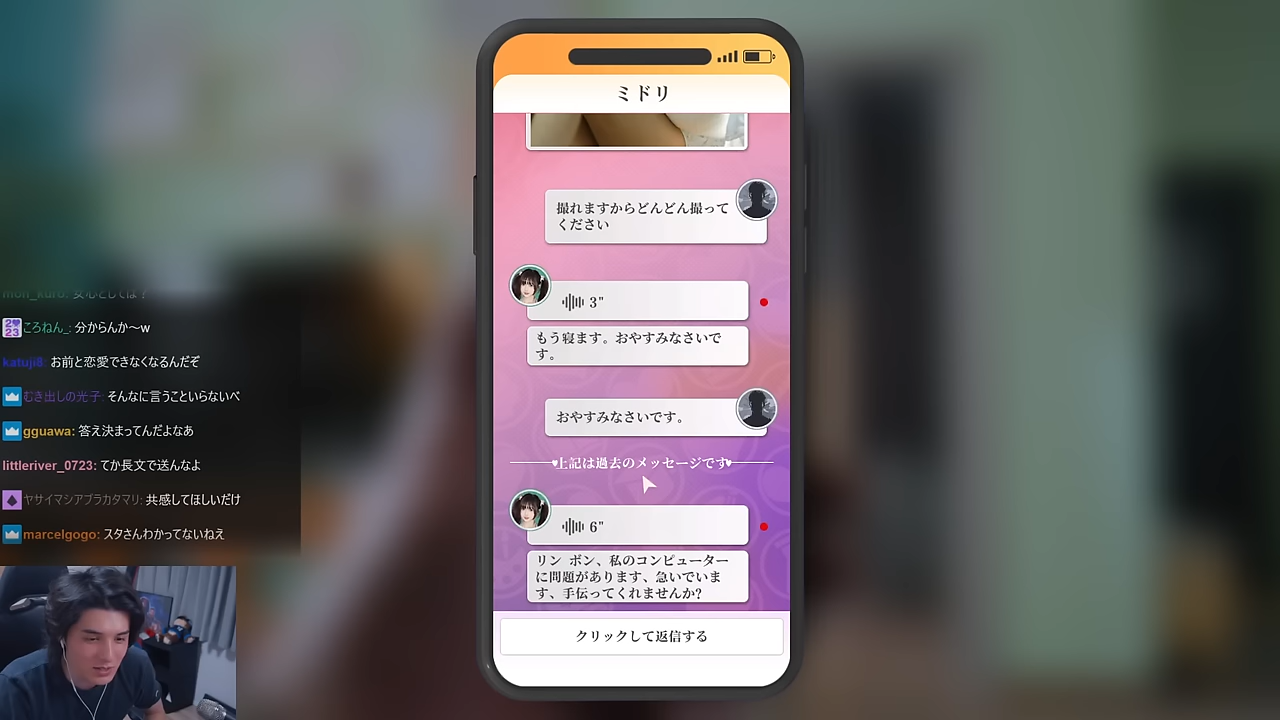 ミドリ
撮れますからどんどん撮って
ください
3"
もう寝ます。おやすみなさいで
す。
おやすみなさいです。
上記は過去のメッセージです
6"
リン ボン、私のコンピューター
に問題があります、急いでいま
す、手伝ってくれませんか?
クリックして返信する
ころねん_: 分からんか〜w
katuji8: お前と恋愛できなくなるんだぞ
むき出しの光子: そんなに言うこといらないべ
gguawa: 答え決まってんだよなあ
littleriver_0723: てか長文で送んなよ
ヤサイマシアブラカタマリ: 共感してほしいだけ
marcelgogo: スタさんわかってないねえ